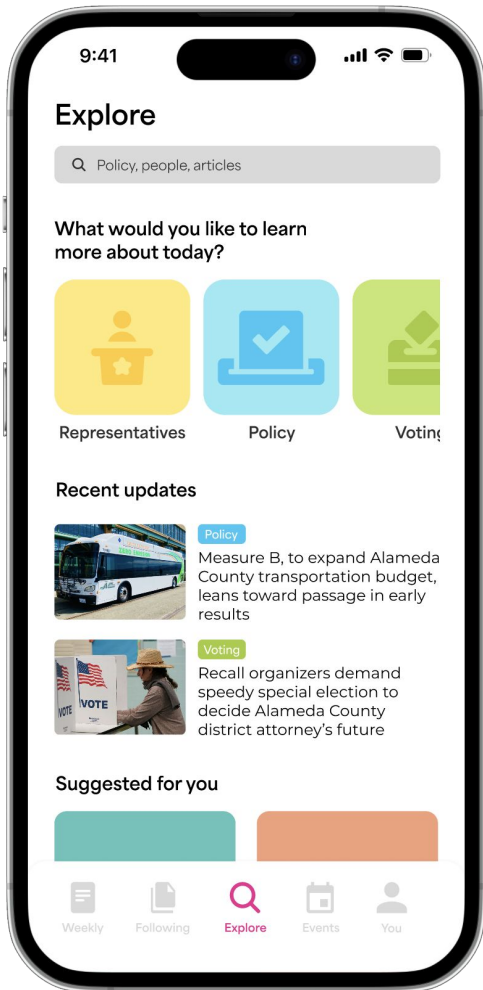 9:41
Explore
Policy, people, articles
What would you like to learn
more about today?
Representatives
Policy
Voting
Recent updates
ZERO EMISSION
Policy
Measure B, to expand Alameda
County transportation budget,
leans toward passage in early
results
Voting
Recall organizers demand
speedy special election to
decide Alameda County
district attorney’s future
VOTE
VOTE
Suggested for you
Weekly
Following
Explore
Events
You